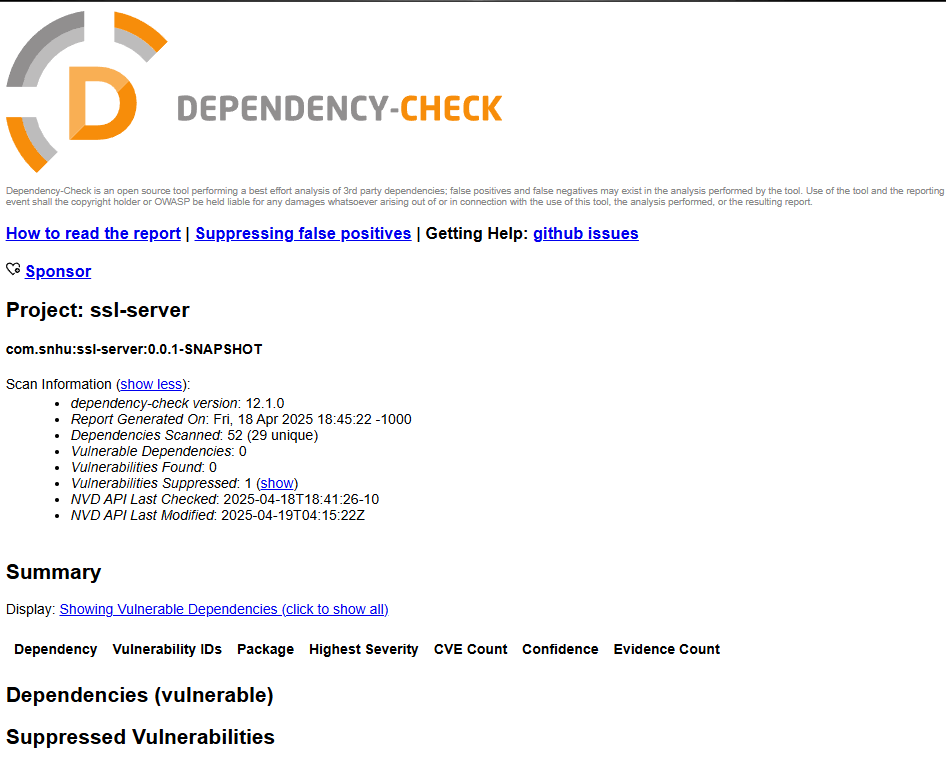 D
DEPENDENCY-CHECK
Dependency-Check is an open source tool performing a best effort analysis of 3rd party dependencies; false positives and false negatives may exist in the analysis performed by the tool. Use of the tool and the reporting
event shall the copyright holder or OWASP be held liable for any damages whatsoever arising out of or in connection with the use of this tool, the analysis performed, or the resulting report.
How to read the report | Suppressing false positives | Getting Help: github issues
Sponsor
Project: ssl-server
com.snhu:ssl-server:0.0.1-SNAPSHOT
Scan Information (show less):
• dependency-check version: 12.1.0
• Report Generated On: Fri, 18 Apr 2025 18:45:22 -1000
• Dependencies Scanned: 52 (29 unique)
• Vulnerable Dependencies: 0
• Vulnerabilities Found: 0
• Vulnerabilities Suppressed: 1 (show)
• NVD API Last Checked: 2025-04-18T18:41:26-10
• NVD API Last Modified: 2025-04-19T04:15:22Z
Summary
Display: Showing Vulnerable Dependencies (click to show all)
Dependency Vulnerability IDs Package Highest Severity CVE Count Confidence Evidence Count
Dependencies (vulnerable)
Suppressed Vulnerabilities